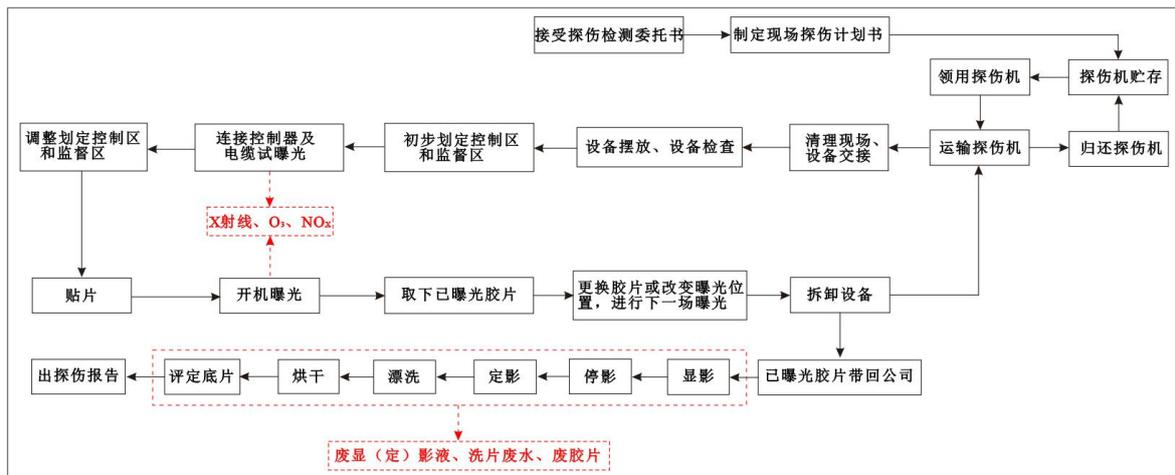 接受探伤检测委托书
制定现场探伤计划书
领用探伤机
探伤机贮存
调整划定控制区
和监督区
连接控制器及
电缆试曝光
初步划定控制区
和监督区
设备摆放、设备检查
清理现场、
设备交接
运输探伤机
归还探伤机
X射线、O₃、NOx
贴片
开机曝光
取下已曝光胶片
更换胶片或改变曝光位
置，进行下一场曝光
拆卸设备
出探伤报告
评定底片
烘干
漂洗
定影
停影
显影
已曝光胶片带回公司
废显（定）影液、洗片废水、废胶片